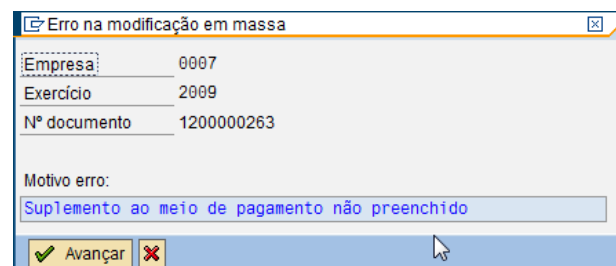 Erro na modificação em massa
Empresa 0007
Exercício 2009
Nº documento 1200000263
Motivo erro:
Suplemento ao meio de pagamento não preenchido
Avançar